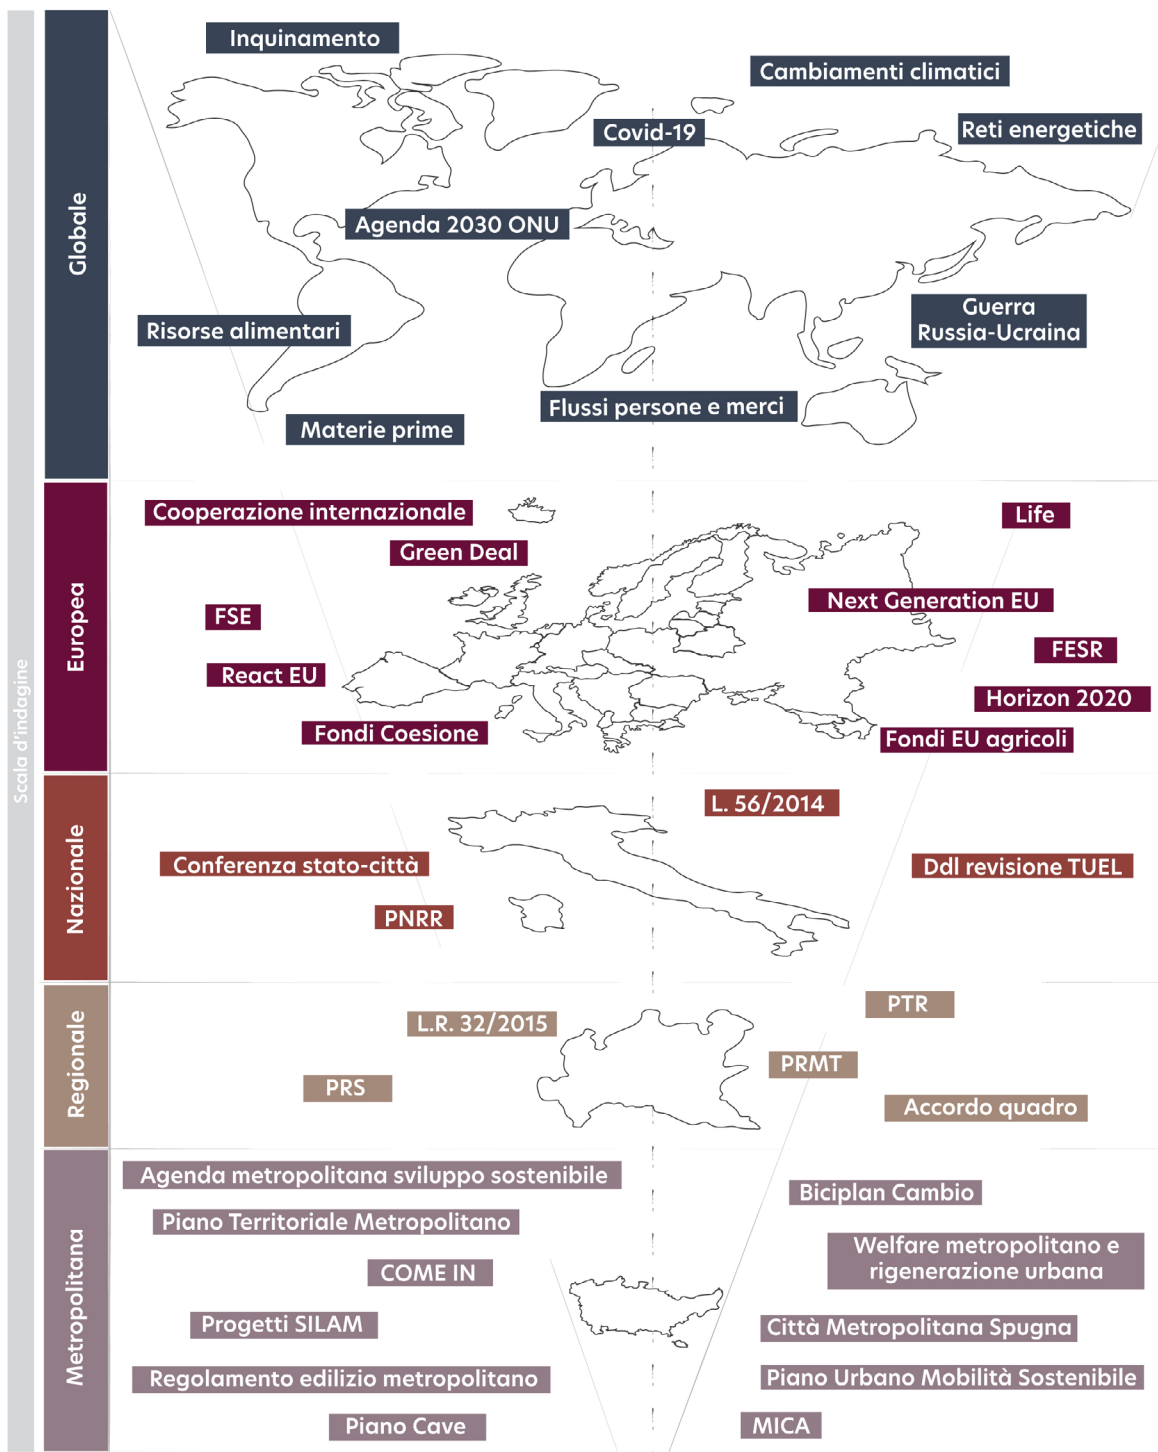 Scala d'indagine
Globale
Inquinamento
Cambiamenti climatici
Covid-19
Reti energetiche
Agenda 2030 ONU
Risorse alimentari
Guerra
Russia-Ucraina
Flussi persone e merci
Materie prime
Europea
Cooperazione internazionale
Life
Green Deal
Next Generation EU
FSE
FESR
React EU
Horizon 2020
Fondi Coesione
Fondi EU agricoli
Nazionale
L. 56/2014
Conferenza stato-città
Ddl revisione TUEL
PNRR
Regionale
PTR
L.R. 32/2015
PRMT
PRS
Accordo quadro
Metropolitana
Agenda metropolitana sviluppo sostenibile
Biciplan Cambio
Piano Territoriale Metropolitano
Welfare metropolitano e
rigenerazione urbana
COME IN
Progetti SILAM
Città Metropolitana Spugna
Regolamento edilizio metropolitano
Piano Urbano Mobilità Sostenibile
Piano Cave
MICA